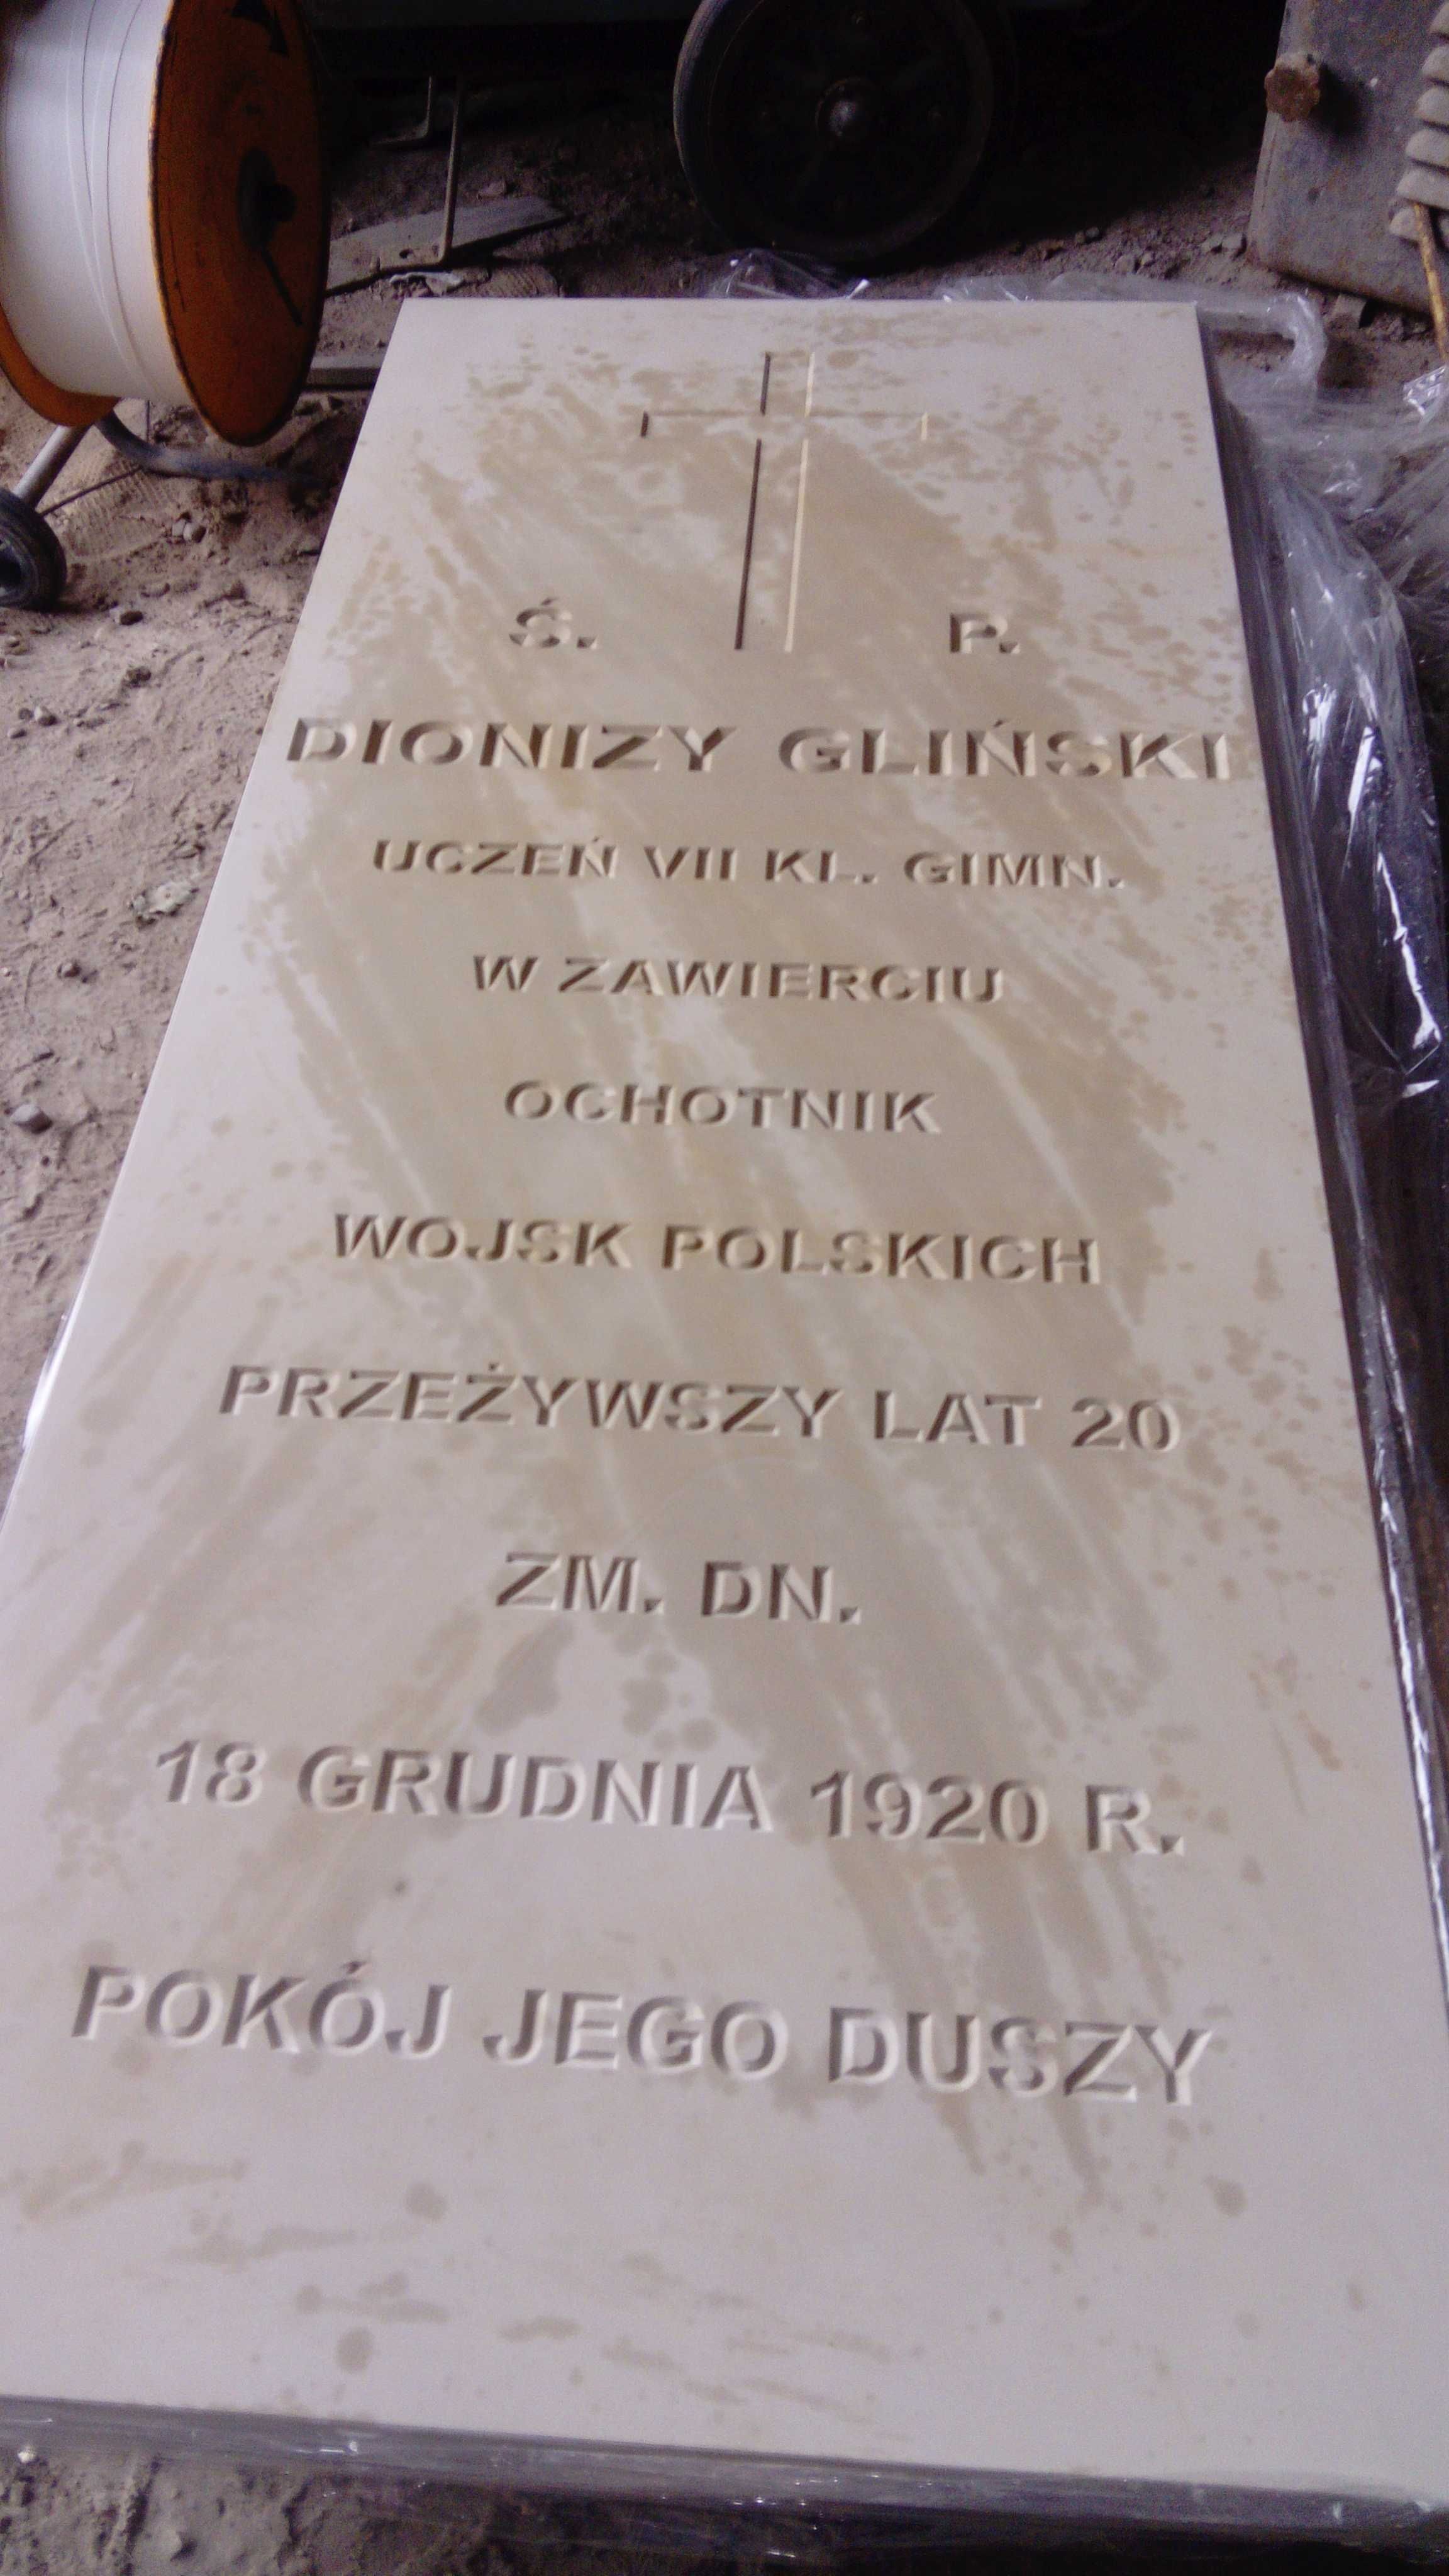 Ś. P.
DIONIZY GLIŃSKI
UCZEŃ VII KL. GIMN.
W ZAWIERCIU
OCHOTNIK
WOJSK POLSKICH
PRZEŻYWSZY LAT 20
ZM. DN.
18 GRUDNIA 1920 R.
POKÓJ JEGO DUSZY